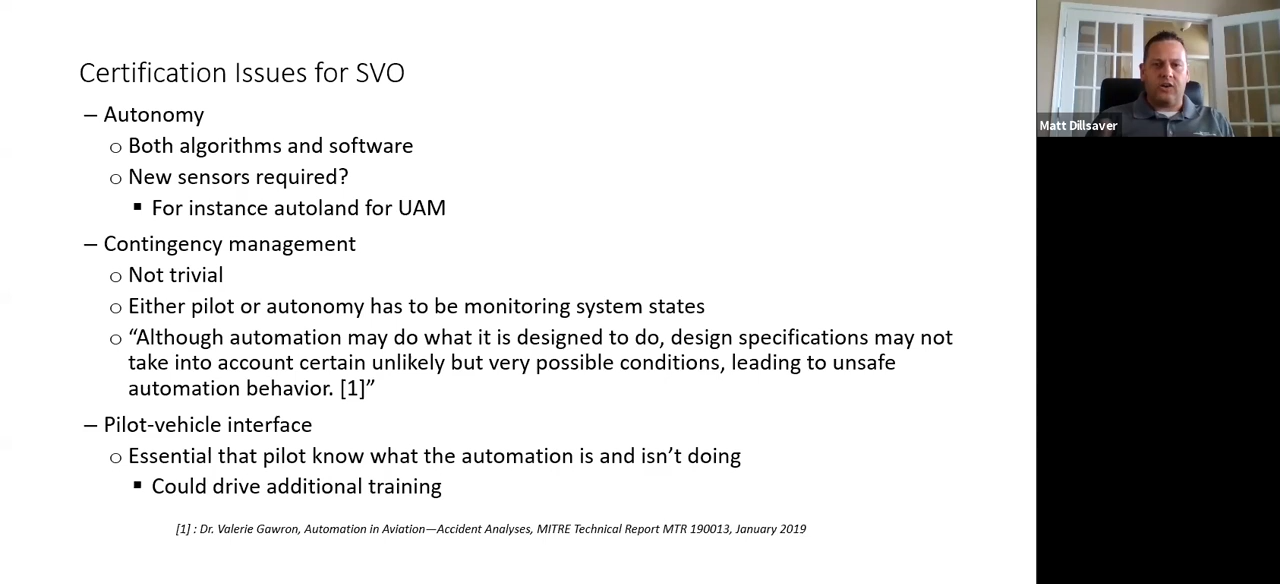 Certification Issues for SVO
– Autonomy
○ Both algorithms and software
○ New sensors required?
▪ For instance autoland for UAM
– Contingency management
○ Not trivial
○ Either pilot or autonomy has to be monitoring system states
○ “Although automation may do what it is designed to do, design specifications may not
take into account certain unlikely but very possible conditions, leading to unsafe
automation behavior. [1]”
– Pilot-vehicle interface
○ Essential that pilot know what the automation is and isn’t doing
▪ Could drive additional training
[1] : Dr. Valerie Gawron, Automation in Aviation—Accident Analyses, MITRE Technical Report MTR 190013, January 2019
Matt Dillsaver